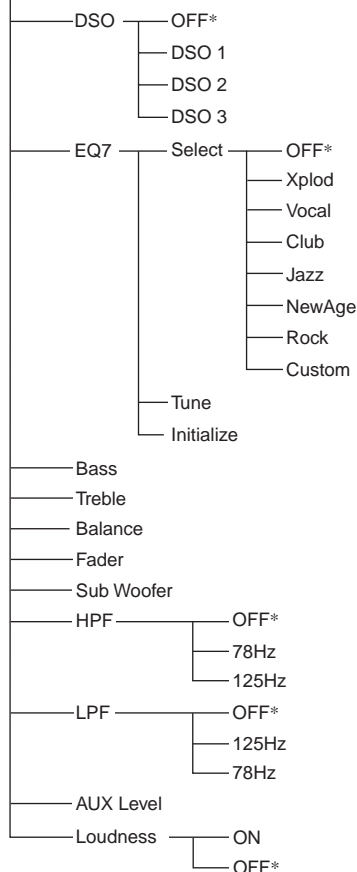 DSO OFF*
DSO 1
DSO 2
DSO 3
EQ7 Select OFF*
Xplod
Vocal
Club
Jazz
NewAge
Rock
Custom
Tune
Initialize
Bass
Treble
Balance
Fader
Sub Woofer
HPF OFF*
78Hz
125Hz
LPF OFF*
125Hz
78Hz
AUX Level
Loudness ON
OFF*